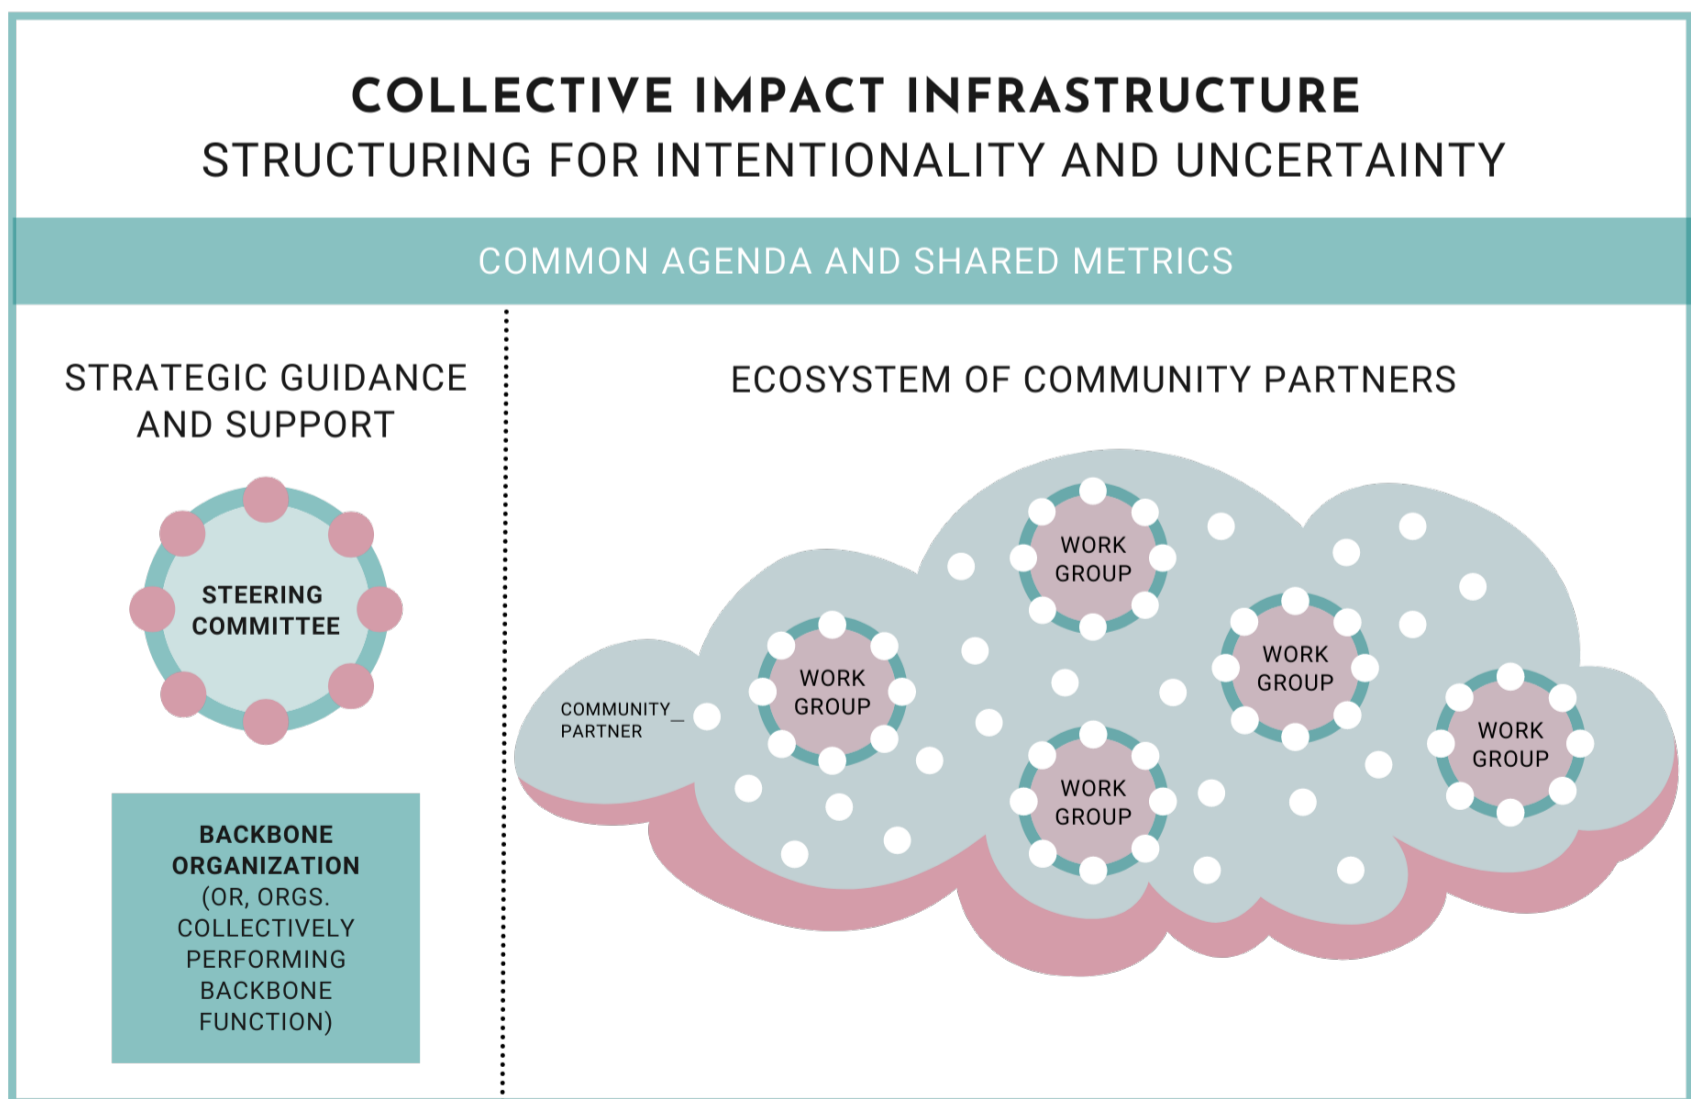 COLLECTIVE IMPACT INFRASTRUCTURE
STRUCTURING FOR INTENTIONALITY AND UNCERTAINTY
COMMON AGENDA AND SHARED METRICS
STRATEGIC GUIDANCE
AND SUPPORT
STEERING
COMMITTEE
BACKBONE
ORGANIZATION
(OR, ORGS.
COLLECTIVELY
PERFORMING
BACKBONE
FUNCTION)
ECOSYSTEM OF COMMUNITY PARTNERS
COMMUNITY_
PARTNER
WORK
GROUP
WORK
GROUP
WORK
GROUP
WORK
GROUP
WORK
GROUP